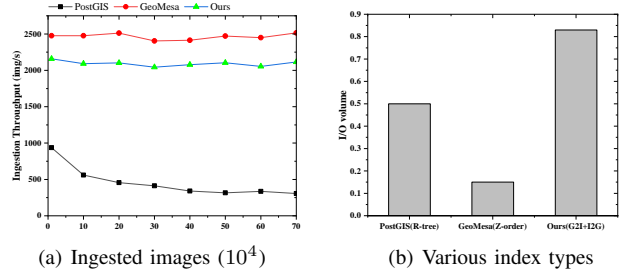 PostGIS GeoMesa Ours
2500
2000
1500
1000
500
0
Ingestion Throughput (img/s)
0 10 20 30 40 50 60 70
(a) Ingested images (10⁴)
0.9
0.8
0.7
0.6
0.5
0.4
0.3
0.2
0.1
0.0
I/O volume
PostGIS(R-tree) GeoMesa(Z-order) Ours(G2I+I2G)
(b) Various index types